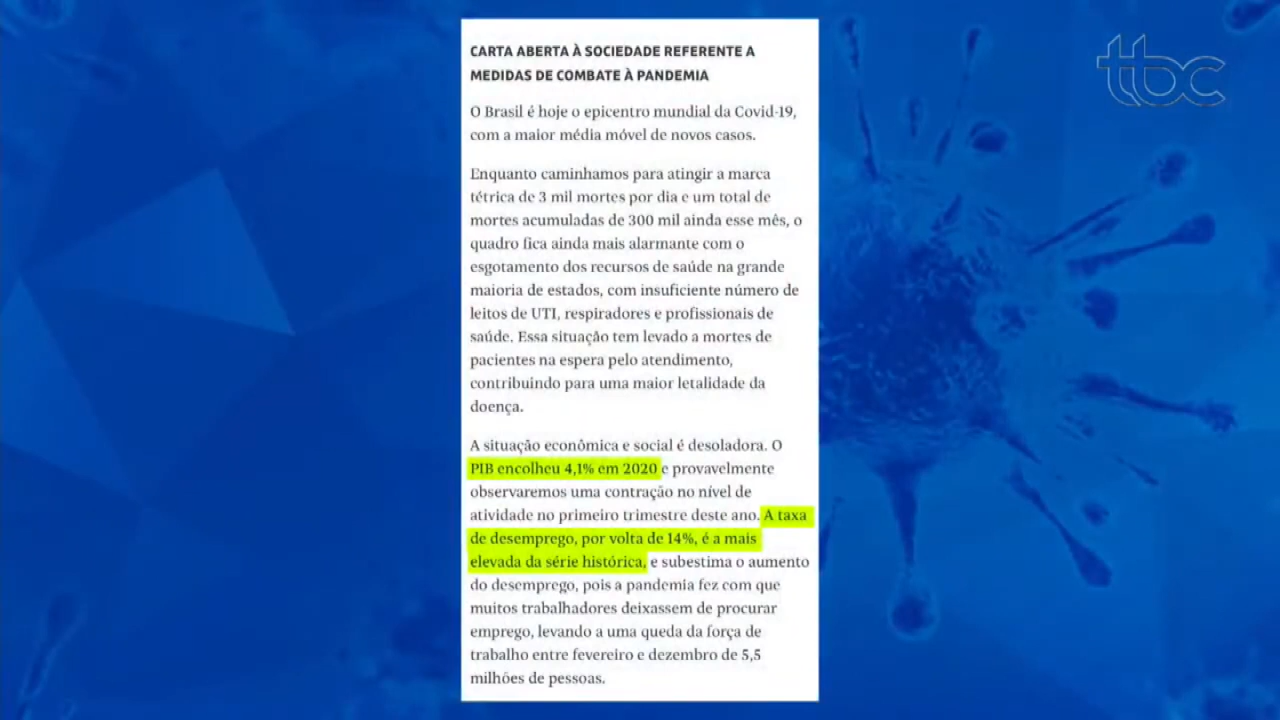 CARTA ABERTA À SOCIEDADE REFERENTE A
MEDIDAS DE COMBATE À PANDEMIA
O Brasil é hoje o epicentro mundial da Covid-19,
com a maior média móvel de novos casos.
Enquanto caminhamos para atingir a marca
tétrica de 3 mil mortes por dia e um total de
mortes acumuladas de 300 mil ainda esse mês, o
quadro fica ainda mais alarmante com o
esgotamento dos recursos de saúde na grande
maioria de estados, com insuficiente número de
leitos de UTI, respiradores e profissionais de
saúde. Essa situação tem levado a mortes de
pacientes na espera pelo atendimento,
contribuindo para uma maior letalidade da
doença.
A situação econômica e social é desoladora. O
PIB encolheu 4,1% em 2020 e provavelmente
observaremos uma contração no nível de
atividade no primeiro trimestre deste ano. A taxa
de desemprego, por volta de 14%, é a mais
elevada da série histórica, e subestima o aumento
do desemprego, pois a pandemia fez com que
muitos trabalhadores deixassem de procurar
emprego, levando a uma queda da força de
trabalho entre fevereiro e dezembro de 5,5
milhões de pessoas.
tbc